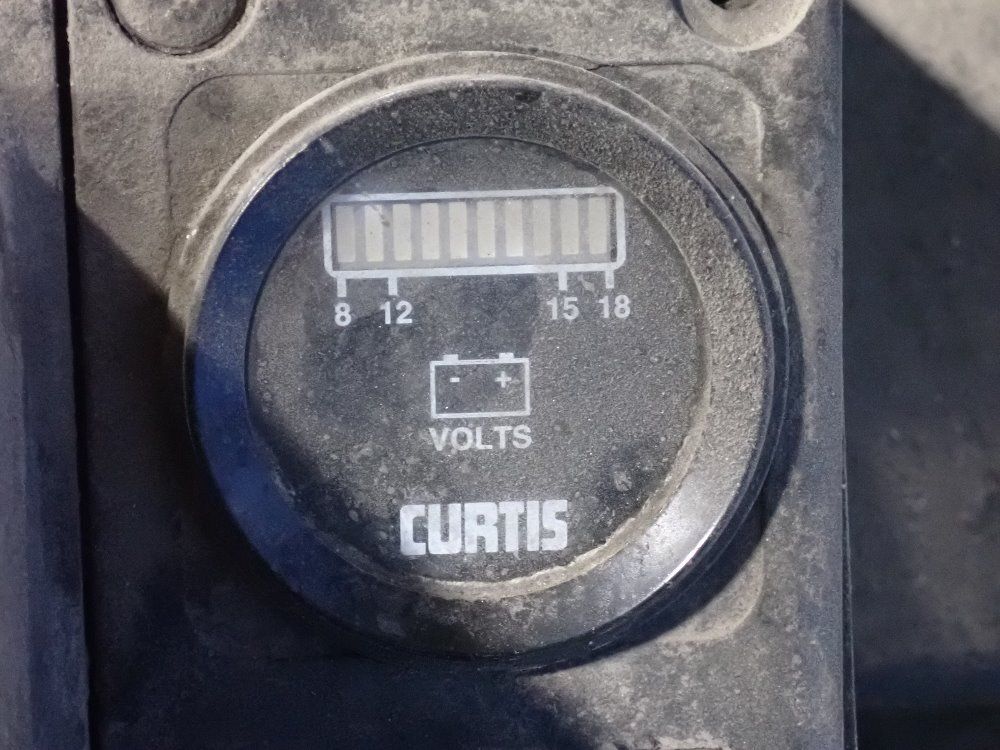 8 12 15 18
- +
VOLTS
CURTIS